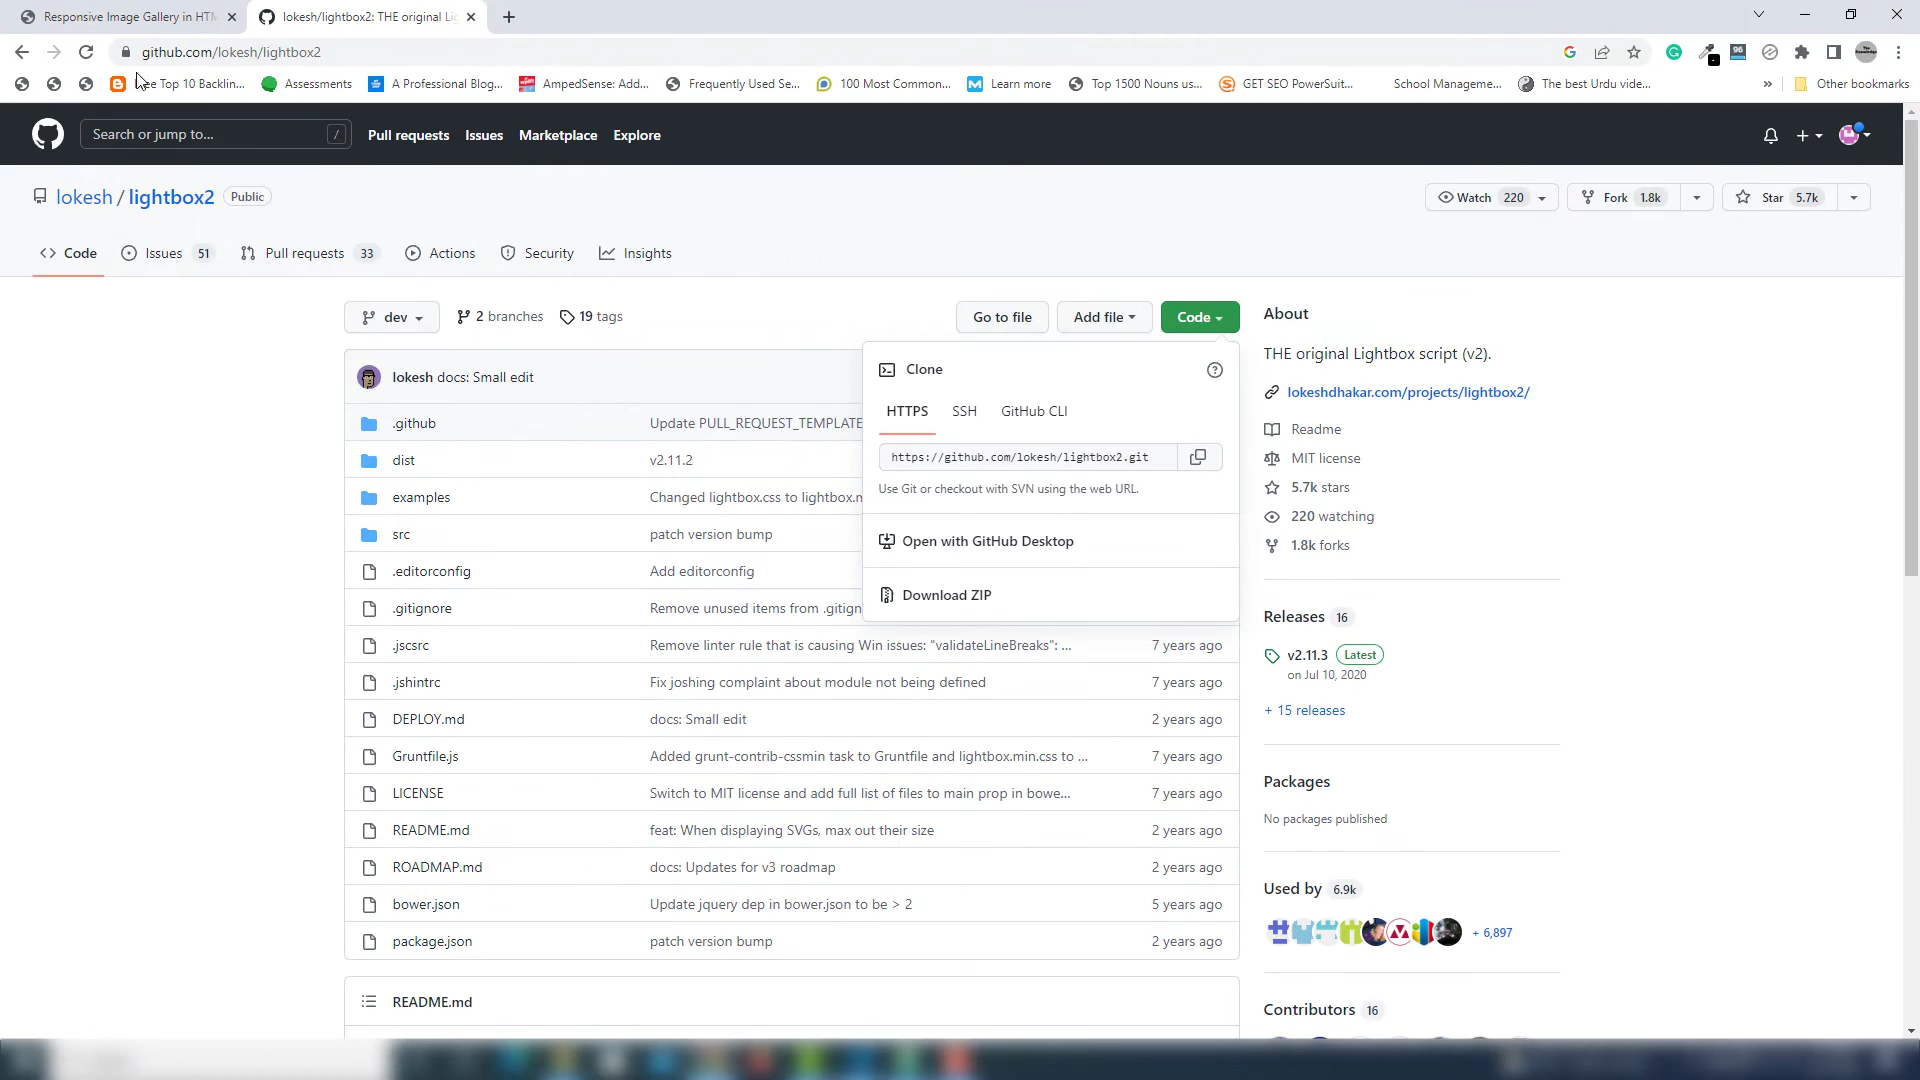 Responsive Image Gallery in HTM
lokesh/lightbox2: THE original Li
github.com/lokesh/lightbox2
ee Top 10 Backlin...
Assessments
A Professional Blog...
AmpedSense: Add...
Frequently Used Se...
100 Most Common...
Learn more
Top 1500 Nouns us...
GET SEO PowerSuit...
School Manageme...
The best Urdu vide...
»
Other bookmarks
Search or jump to...
/
Pull requests
Issues
Marketplace
Explore
lokesh / lightbox2
Public
Watch 220
Fork 1.8k
Star 5.7k
Code
Issues 51
Pull requests 33
Actions
Security
Insights
dev
2 branches
19 tags
Go to file
Add file
Code
lokesh docs: Small edit
.github
Update PULL_REQUEST_TEMPLATE
dist
v2.11.2
examples
Changed lightbox.css to lightbox.m
src
patch version bump
.editorconfig
Add editorconfig
.gitignore
Remove unused items from .gitign
.jscsrc
Remove linter rule that is causing Win issues: "validateLineBreaks": ...
7 years ago
.jshintrc
Fix joshing complaint about module not being defined
7 years ago
DEPLOY.md
docs: Small edit
2 years ago
Gruntfile.js
Added grunt-contrib-cssmin task to Gruntfile and lightbox.min.css to ...
7 years ago
LICENSE
Switch to MIT license and add full list of files to main prop in bowe...
7 years ago
README.md
feat: When displaying SVGs, max out their size
2 years ago
ROADMAP.md
docs: Updates for v3 roadmap
2 years ago
bower.json
Update jquery dep in bower.json to be > 2
5 years ago
package.json
patch version bump
2 years ago
README.md
Clone
HTTPS
SSH
GitHub CLI
https://github.com/lokesh/lightbox2.git
Use Git or checkout with SVN using the web URL.
Open with GitHub Desktop
Download ZIP
About
THE original Lightbox script (v2).
lokeshdhakar.com/projects/lightbox2/
Readme
MIT license
5.7k stars
220 watching
1.8k forks
Releases 16
v2.11.3 Latest
on Jul 10, 2020
+ 15 releases
Packages
No packages published
Used by 6.9k
+ 6,897
Contributors 16